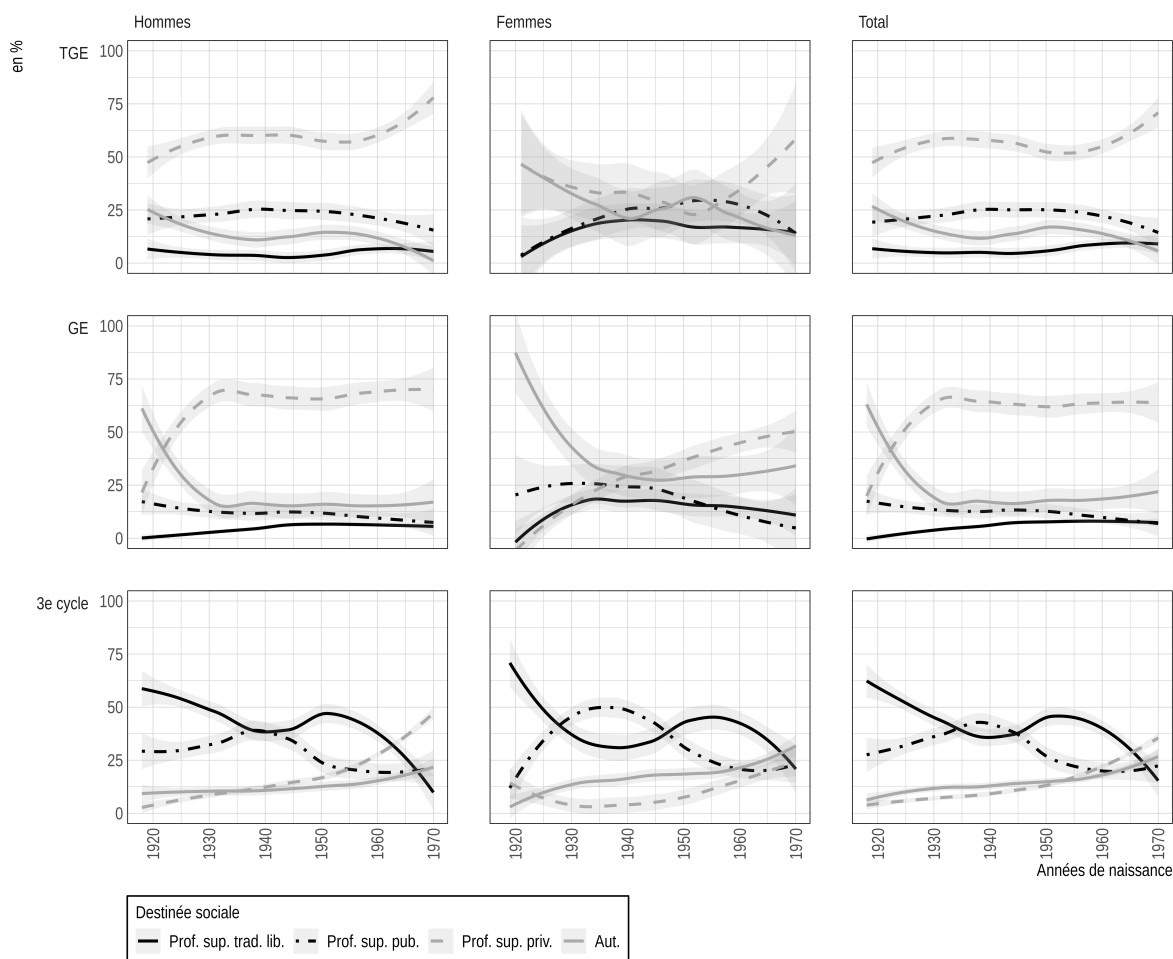 Hommes Femmes Total
en %
TGE 100
75
50
25
0
GE 100
75
50
25
0
3e cycle 100
75
50
25
0
1920 1930 1940 1950 1960 1970 1920 1930 1940 1950 1960 1970 1920 1930 1940 1950 1960 1970
Années de naissance
Destinée sociale
Prof. sup. trad. lib. Prof. sup. pub. Prof. sup. priv. Aut.